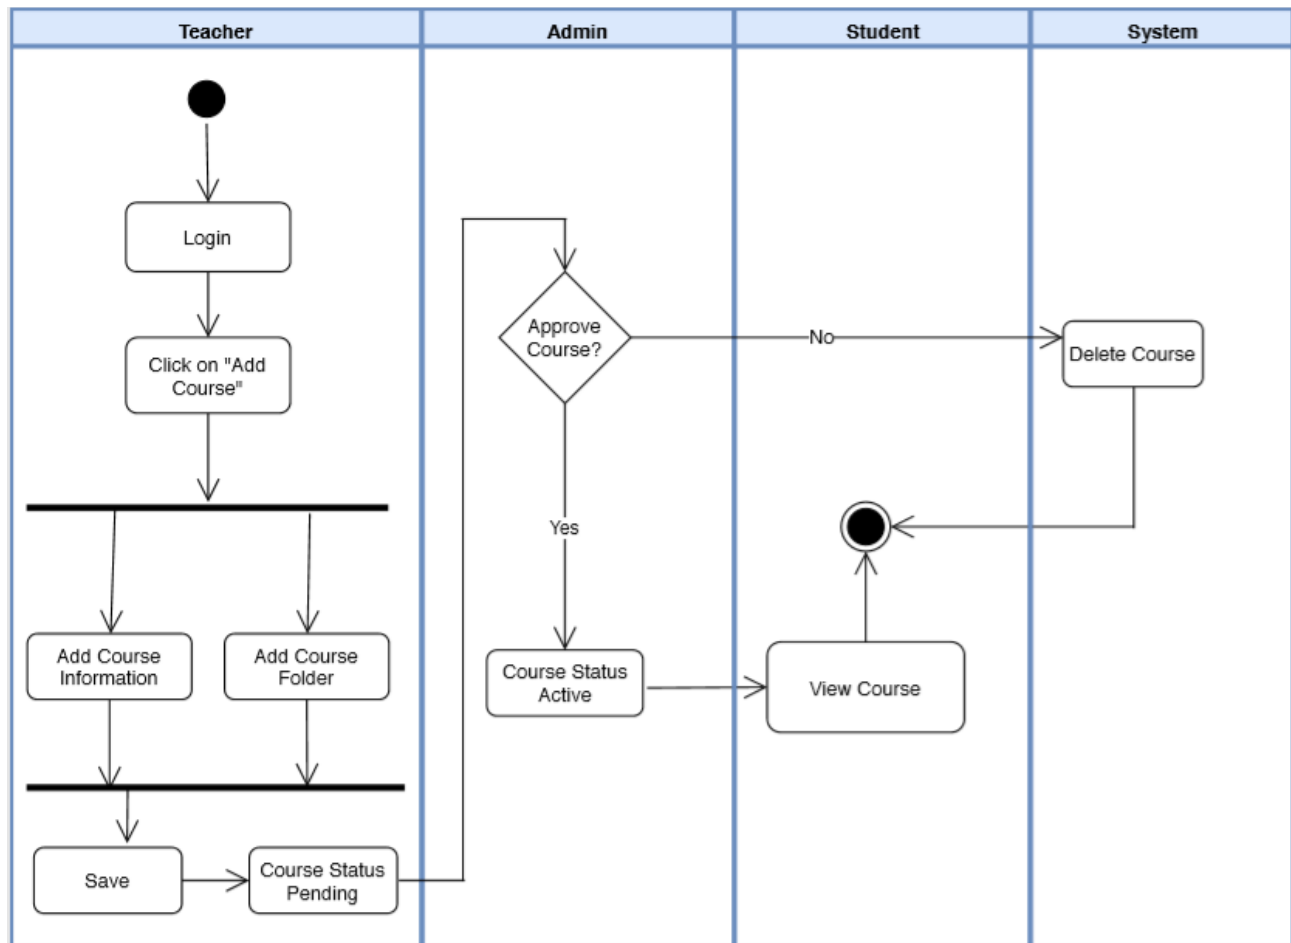 Teacher
Admin
Student
System
Login
Click on "Add
Course"
Add Course
Information
Add Course
Folder
Save
Course Status
Pending
Approve
Course?
No
Yes
Course Status
Active
View Course
Delete Course